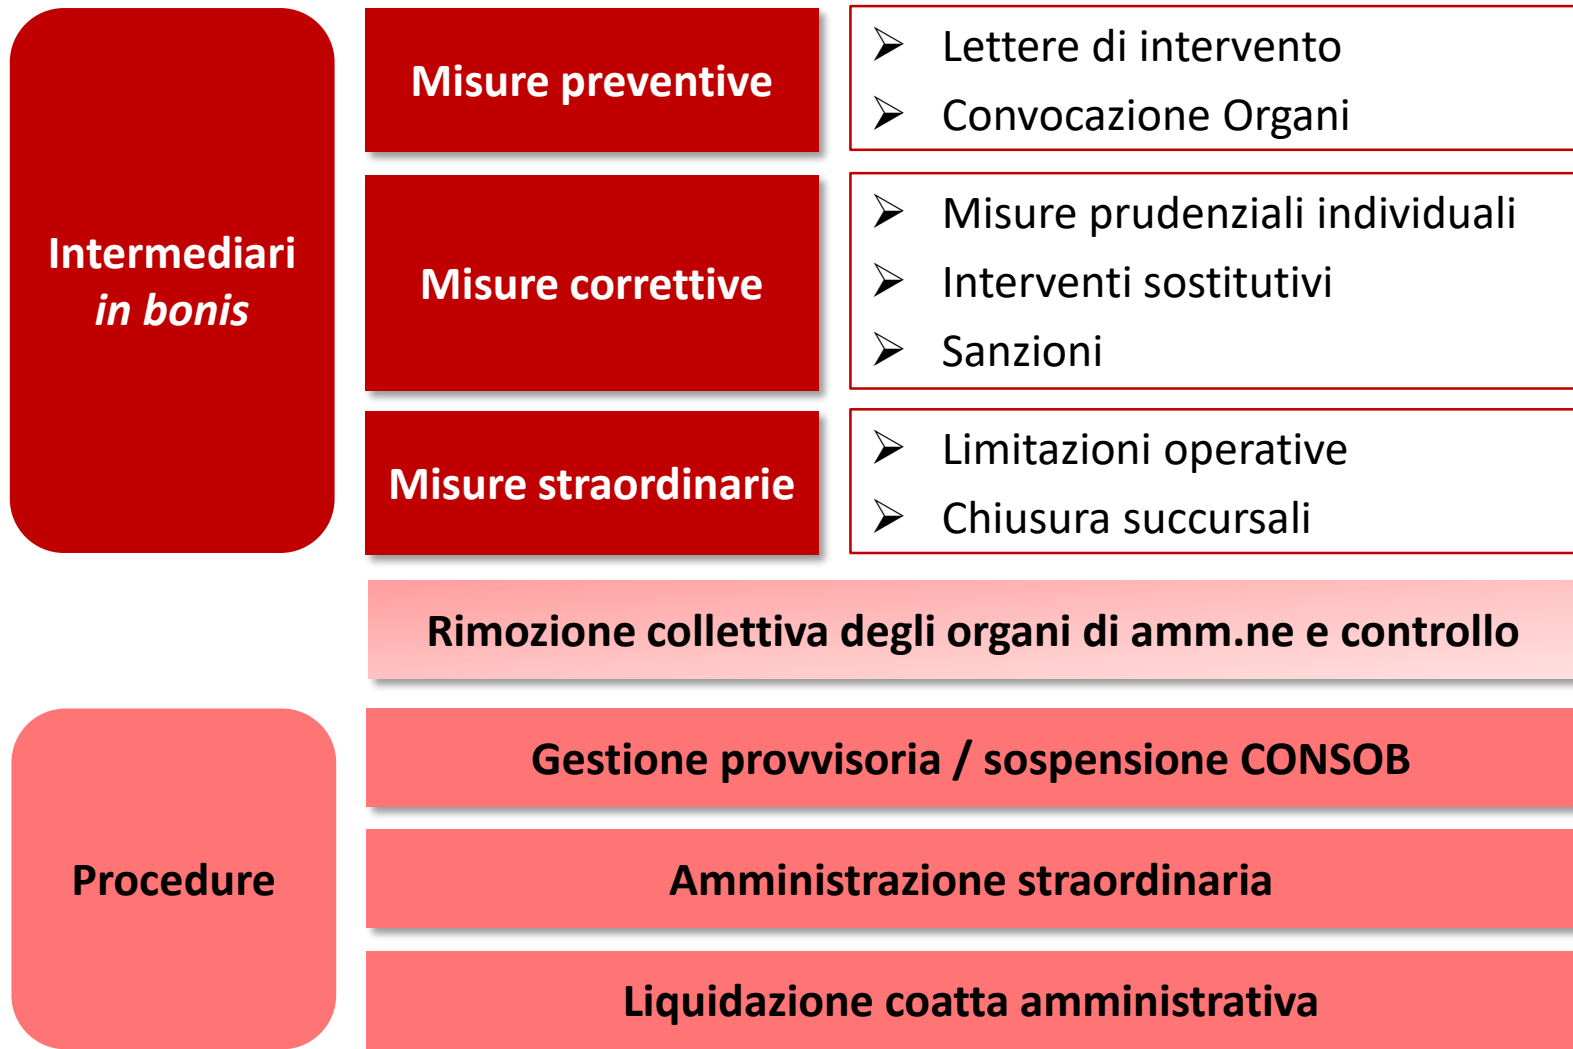 Intermediari
in bonis
Misure preventive
➢ Lettere di intervento
➢ Convocazione Organi
Misure correttive
➢ Misure prudenziali individuali
➢ Interventi sostitutivi
➢ Sanzioni
Misure straordinarie
➢ Limitazioni operative
➢ Chiusura succursali
Rimozione collettiva degli organi di amm.ne e controllo
Procedure
Gestione provvisoria / sospensione CONSOB
Amministrazione straordinaria
Liquidazione coatta amministrativa